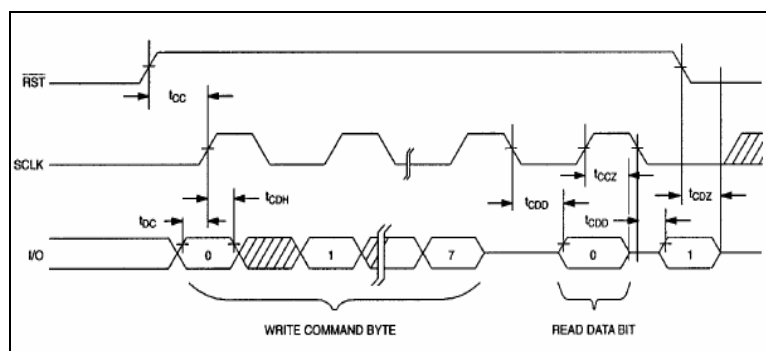 RST
tCC
SCLK
tCDH
tCCZ
tCDD
tCDZ
tDC
tCDD
I/O
0
1
7
0
1
WRITE COMMAND BYTE
READ DATA BIT